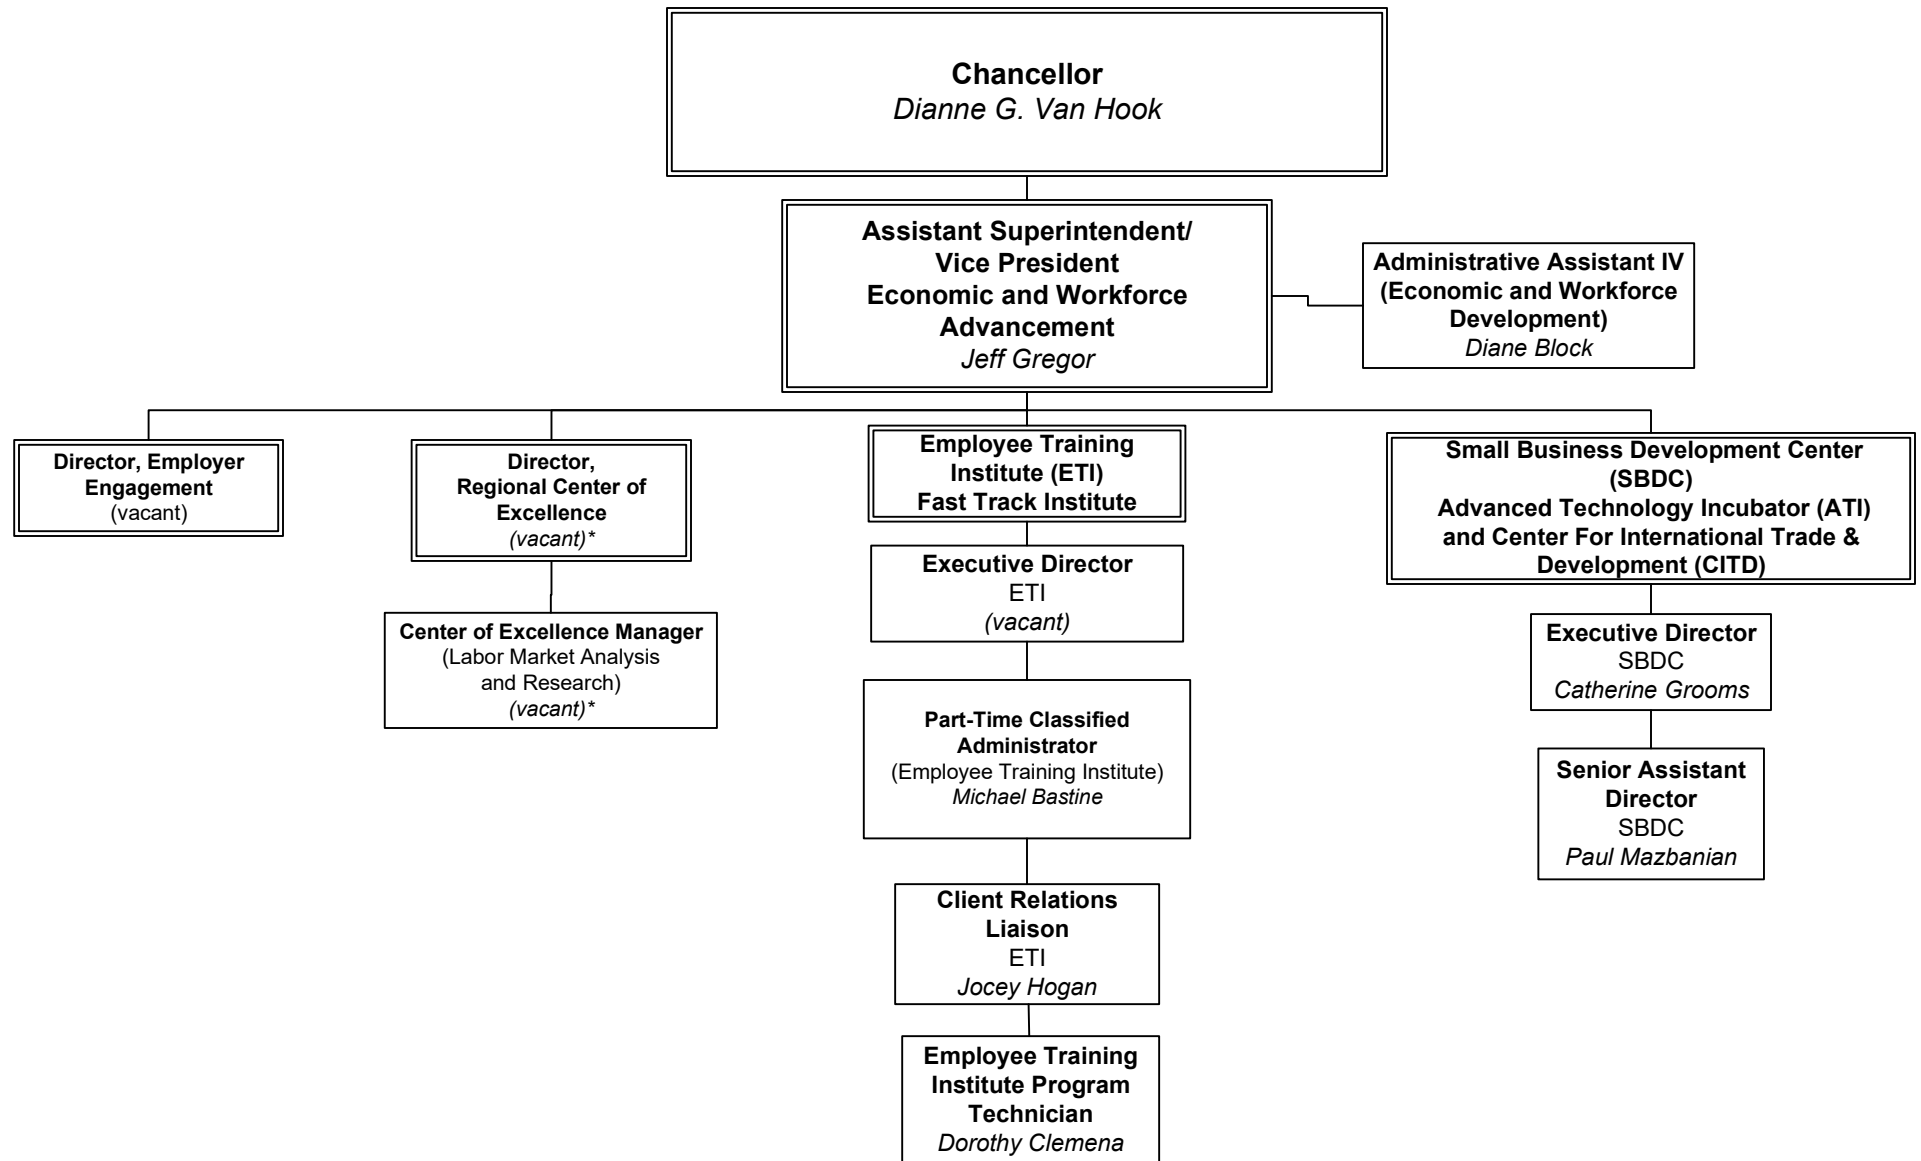 Chancellor
Dianne G. Van Hook
Assistant Superintendent/
Vice President
Economic and Workforce
Advancement
Jeff Gregor
Administrative Assistant IV
(Economic and Workforce
Development)
Diane Block
Director, Employer
Engagement
(vacant)
Director,
Regional Center of
Excellence
(vacant)*
Center of Excellence Manager
(Labor Market Analysis
and Research)
(vacant)*
Employee Training
Institute (ETI)
Fast Track Institute
Executive Director
ETI
(vacant)
Part-Time Classified
Administrator
(Employee Training Institute)
Michael Bastine
Client Relations
Liaison
ETI
Jocey Hogan
Employee Training
Institute Program
Technician
Dorothy Clemena
Small Business Development Center
(SBDC)
Advanced Technology Incubator (ATI)
and Center For International Trade &
Development (CITD)
Executive Director
SBDC
Catherine Grooms
Senior Assistant
Director
SBDC
Paul Mazbanian